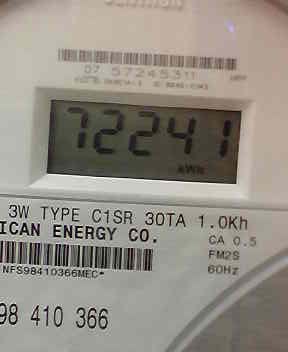 07 57245311
72241
KWH
3W TYPE C1SR 30TA 1.0Kh
ICAN ENERGY CO.
CA 0.5
FM2S
60Hz
NFS98410366MEC*
98 410 366